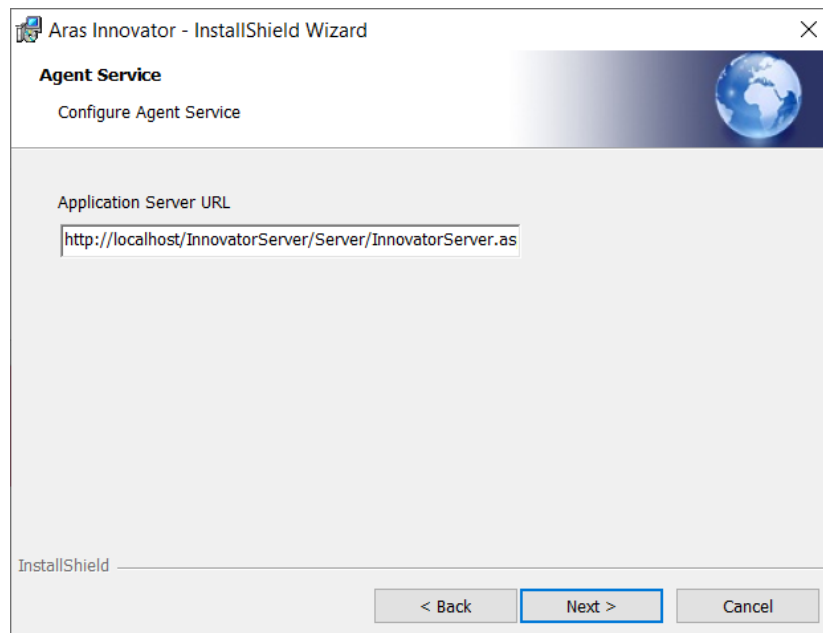 Aras Innovator - InstallShield Wizard
Agent Service
Configure Agent Service
Application Server URL
http://localhost/InnovatorServer/Server/InnovatorServer.as
InstallShield
< Back Next > Cancel